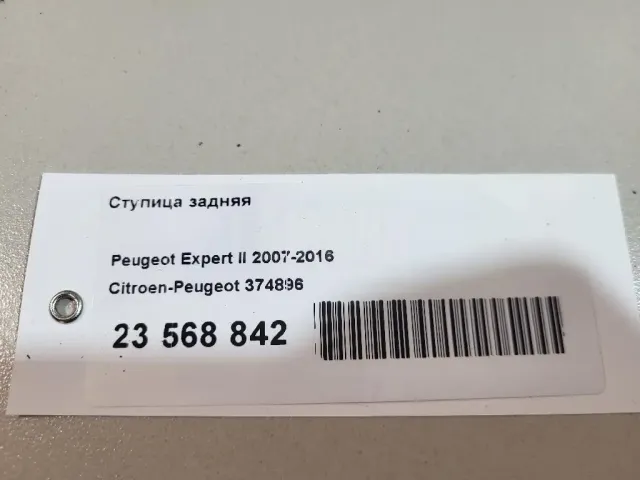 Ступица задняя
Peugeot Expert II 2007-2016
Citroen-Peugeot 374896
23 568 842